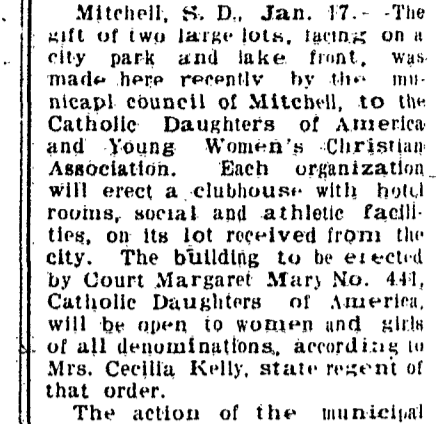 Mitchell, S. D., Jan. 17.- -The
gift of two large lots, facing on a
city park and lake front, was
made here recently by the mu-
nicapl council of Mitchell, to the
Catholic Daughters of America
and Young Women's Christian
Association. Each organization
will erect a clubhouse with hotel
rooms, social and athletic facili-
ties, on its lot received from the
city. The building to be erected
by Court Margaret Mary No. 441,
Catholic Daughters of America,
will be open to women and girls
of all denominations, according to
Mrs. Cecilia Kelly, state regent of
that order.
The action of the municipal